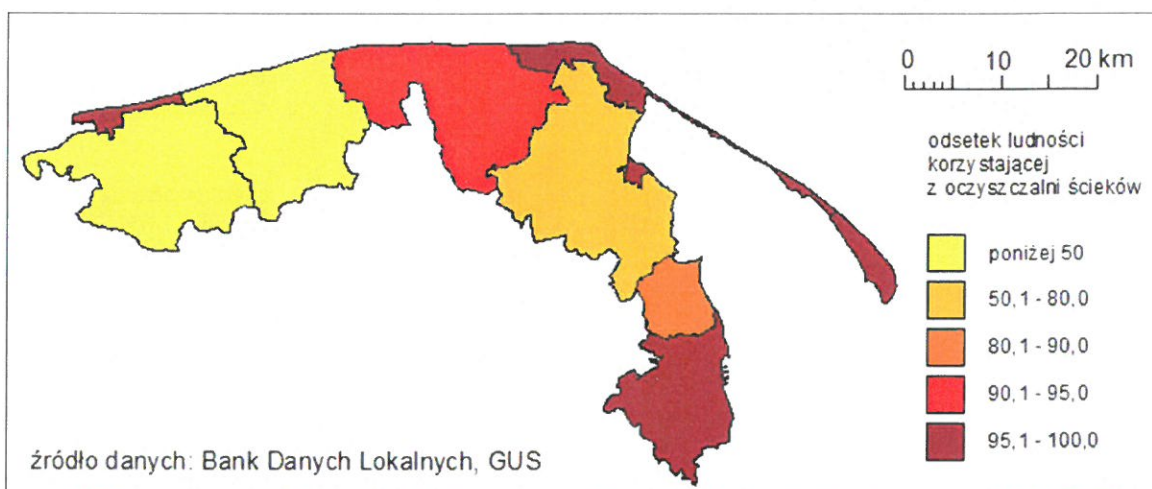 0 10 20 km
odsetek ludności
korzystającej
z oczyszczalni ścieków
poniżej 50
50,1 - 80,0
80,1 - 90,0
90,1 - 95,0
95,1 - 100,0
źródło danych: Bank Danych Lokalnych, GUS